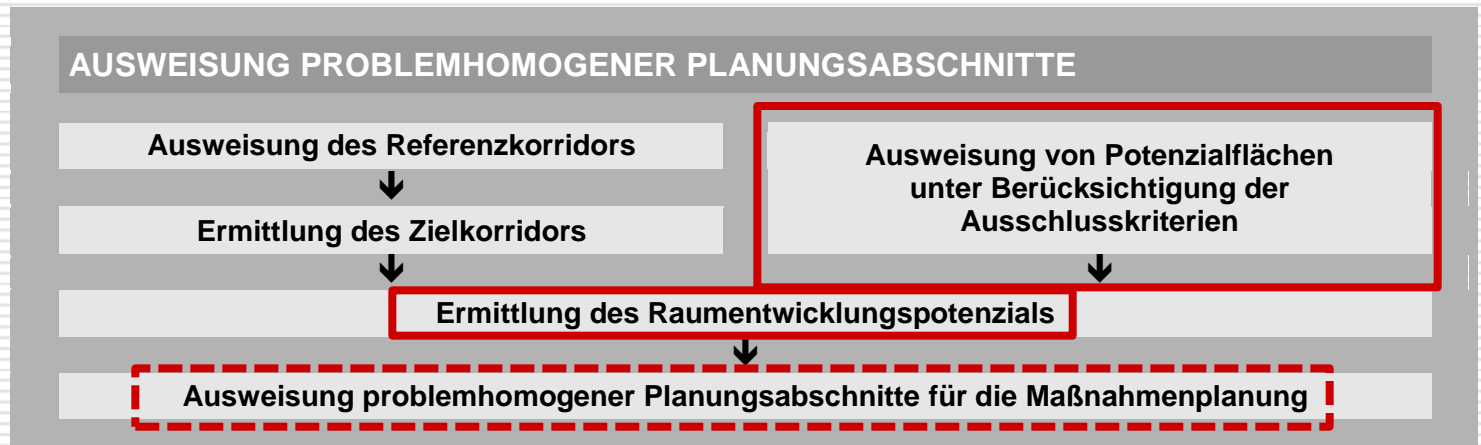 AUSWEISUNG PROBLEMHOMOGENER PLANUNGSABSCHNITTE
Ausweisung des Referenzkorridors
Ermittlung des Zielkorridors
Ausweisung von Potenzialflächen
unter Berücksichtigung der
Ausschlusskriterien
Ermittlung des Raumentwicklungspotenzials
Ausweisung problemhomogener Planungsabschnitte für die Maßnahmenplanung